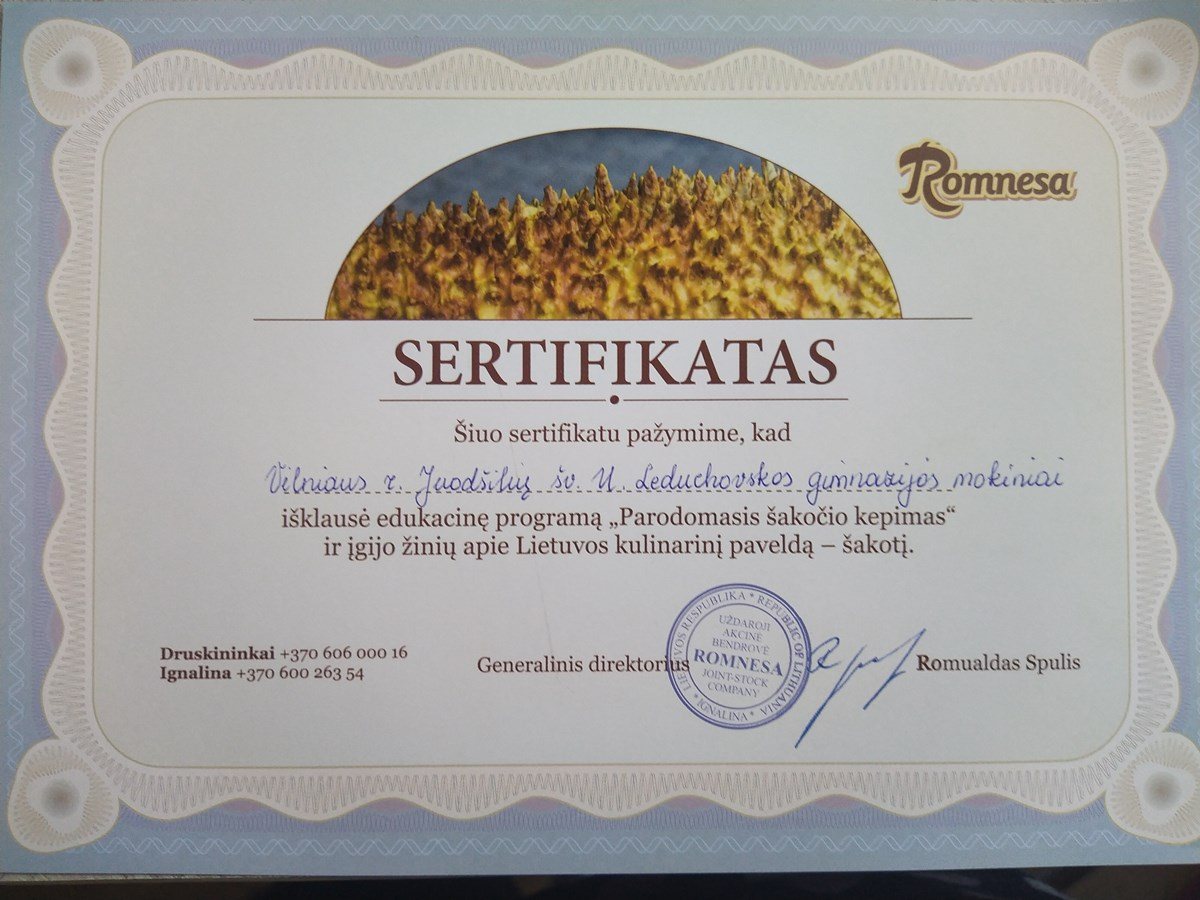 Romnesa
SERTIFIKATAS
Šiuo sertifikatu pažymime, kad
Vilniaus r. Juodšilių šv. U. Leduchovskos gimnazijos mokiniai
išklausė edukacinę programą „Parodomasis šakočio kepimas“
ir įgijo žinių apie Lietuvos kulinarinį paveldą – šakotį.
Druskininkai +370 606 000 16
Ignalina +370 600 263 54
Generalinis direktorius
LIETUVOS RESPUBLIKA * REPUBLIC OF LITHUANIA * IGNALINA *
UŽDAROJI
AKCINĖ
BENDROVĖ
ROMNESA
JOINT-STOCK
COMPANY
Romualdas Spulis